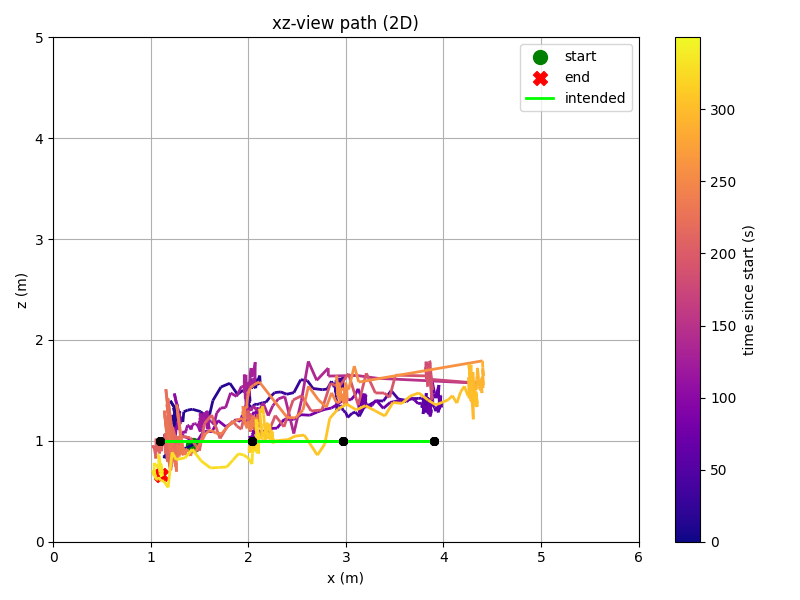 xz-view path (2D)
start
end
intended
5
4
3
2
1
0
0 1 2 3 4 5 6
z (m)
x (m)
300
250
200
150
100
50
0
time since start (s)